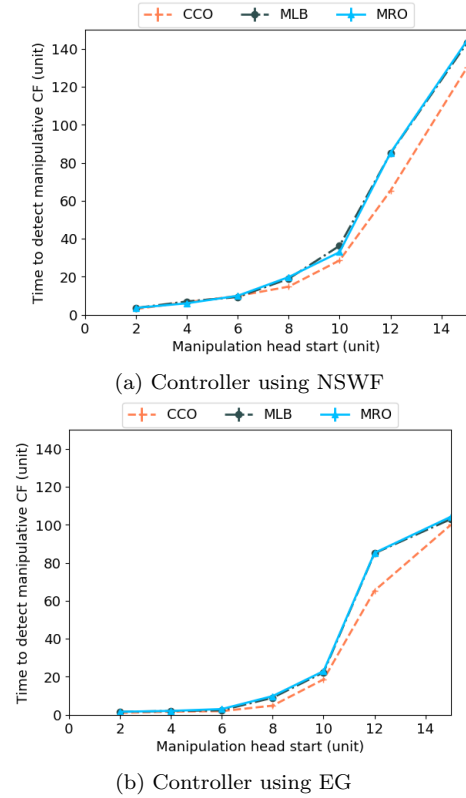 CCO MLB MRO
Time to detect manipulative CF (unit)
140
120
100
80
60
40
20
0
0 2 4 6 8 10 12 14
Manipulation head start (unit)
(a) Controller using NSWF
CCO MLB MRO
Time to detect manipulative CF (unit)
140
120
100
80
60
40
20
0
0 2 4 6 8 10 12 14
Manipulation head start (unit)
(b) Controller using EG